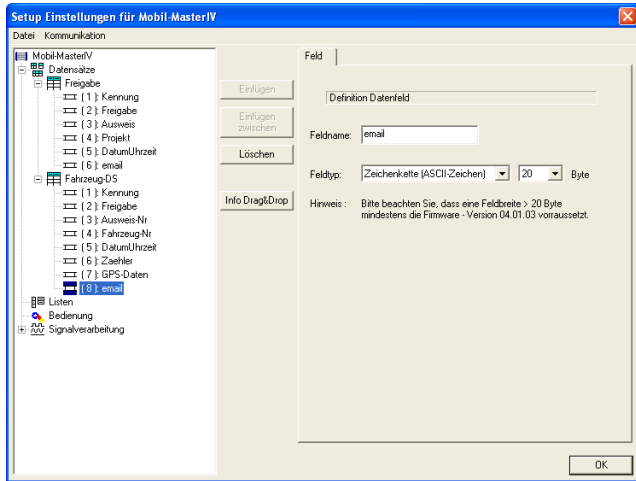 Setup Einstellungen für Mobil-MasterIV
Datei Kommunikation
Mobil-MasterIV
Datensätze
Freigabe
( 1 ): Kennung
( 2 ): Freigabe
( 3 ): Ausweis
( 4 ): Projekt
( 5 ): DatumUhrzeit
( 6 ): email
Fahrzeug-DS
( 1 ): Kennung
( 2 ): Freigabe
( 3 ): Ausweis-Nr
( 4 ): Fahrzeug-Nr
( 5 ): DatumUhrzeit
( 6 ): Zaehler
( 7 ): GPS-Daten
( 8 ): email
Listen
Bedienung
Signalverarbeitung
Einfügen
Einfügen
zwischen
Löschen
Info Drag&Drop
Feld
Definition Datenfeld
Feldname: email
Feldtyp: Zeichenkette (ASCII-Zeichen) 20 Byte
Hinweis : Bitte beachten Sie, dass eine Feldbreite > 20 Byte
mindestens die Firmware - Version 04.01.03 vorraussetzt.
OK